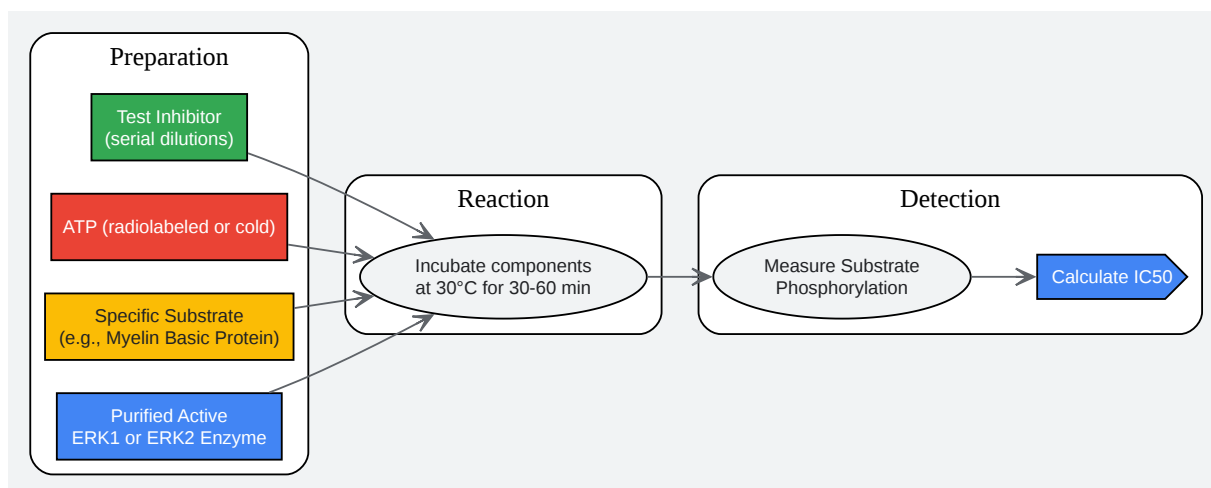 Preparation
Test Inhibitor
(serial dilutions)
ATP (radiolabeled or cold)
Specific Substrate
(e.g., Myelin Basic Protein)
Purified Active
ERK1 or ERK2 Enzyme
Reaction
Incubate components
at 30°C for 30-60 min
Detection
Measure Substrate
Phosphorylation
Calculate IC50